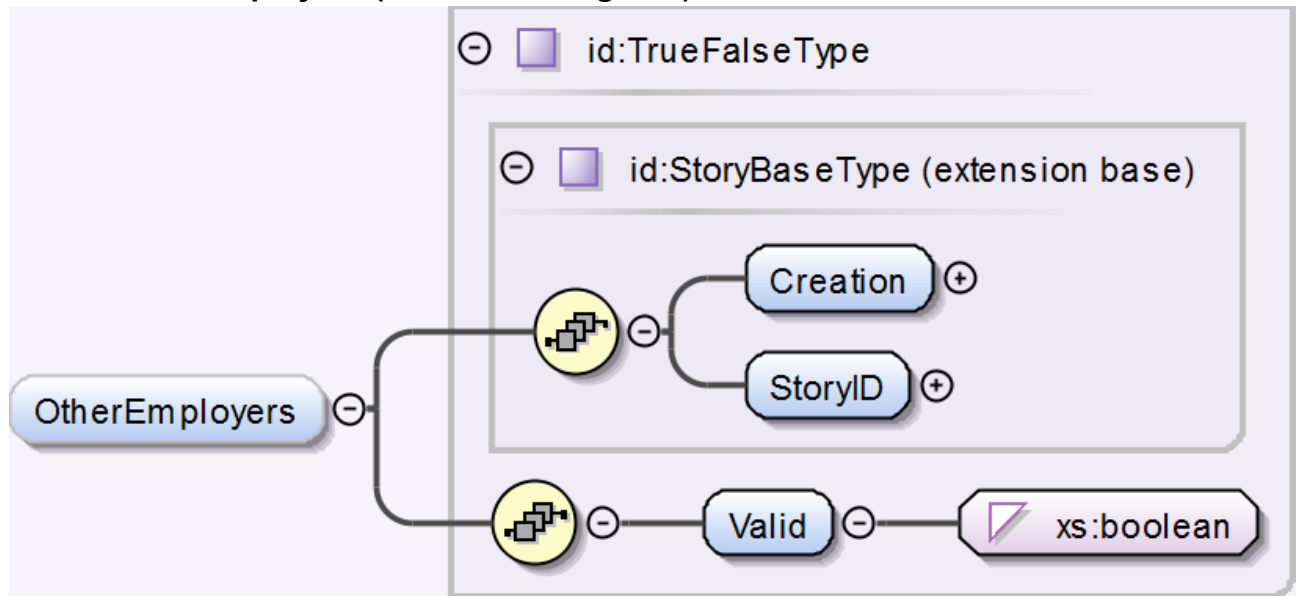 id:TrueFalseType
id:StoryBaseType (extension base)
Creation
StoryID
OtherEmployers
Valid
xs:boolean